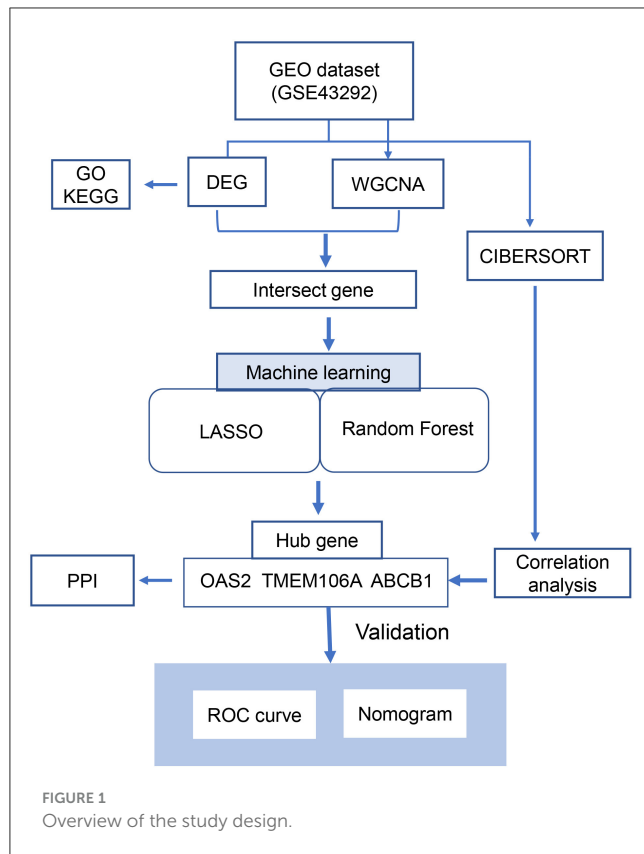 GEO dataset
(GSE43292)
GO
KEGG
DEG
WGCNA
CIBERSORT
Intersect gene
Machine learning
LASSO
Random Forest
Hub gene
PPI
OAS2 TMEM106A ABCB1
Correlation
analysis
Validation
ROC curve
Nomogram
FIGURE 1
Overview of the study design.